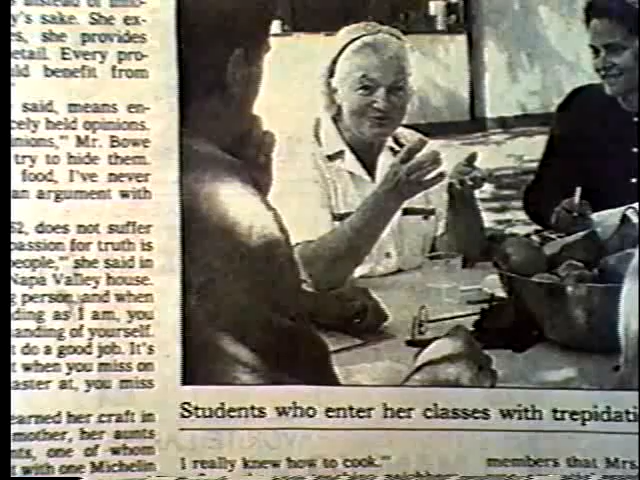 y's sake. She ex-
s, she provides
etail. Every pro-
ld benefit from
said, means en-
cely held opinions.
nions," Mr. Bowe
try to hide them.
food, I've never
an argument with
52, does not suffer
passion for truth is
people," she said in
Napa Valley house.
person, and when
ding as I am, you
anding of yourself.
t do a good job. It's
t when you miss on
aster at, you miss
earned her craft in
mother, her aunts
nts, one of whom
t with one Michelin
Students who enter her classes with trepidati
I really knew how to cook."
members that Mrs.